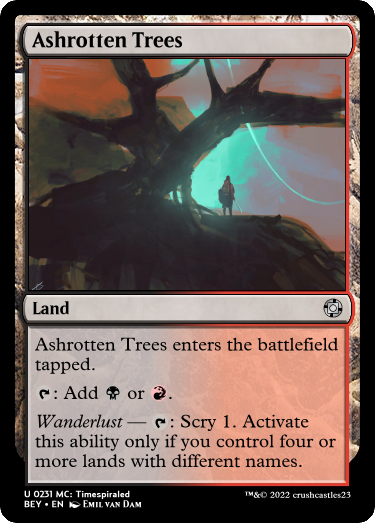 Ashrotten Trees
Land
Ashrotten Trees enters the battlefield
tapped.
: Add or .
Wanderlust — : Scry 1. Activate
this ability only if you control four or
more lands with different names.
U 0231 MC: Timespiraled
BEY • EN Emil van Dam
™&© 2022 crushcastles23